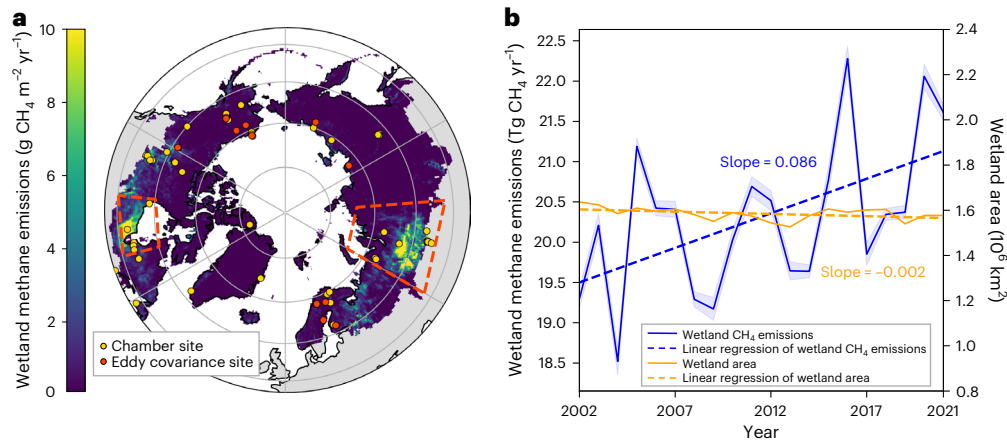 a
Wetland methane emissions (g CH₄ m⁻² yr⁻¹)
10
8
6
4
2
0
Chamber site
Eddy covariance site
b
Wetland methane emissions (Tg CH₄ yr⁻¹)
22.5
22.0
21.5
21.0
20.5
20.0
19.5
19.0
18.5
Slope = 0.086
Slope = −0.002
Wetland CH₄ emissions
Linear regression of wetland CH₄ emissions
Wetland area
Linear regression of wetland area
2.4
2.2
2.0
1.8
1.6
1.4
1.2
1.0
0.8
Wetland area (10⁶ km²)
2002 2007 2012 2017 2021
Year